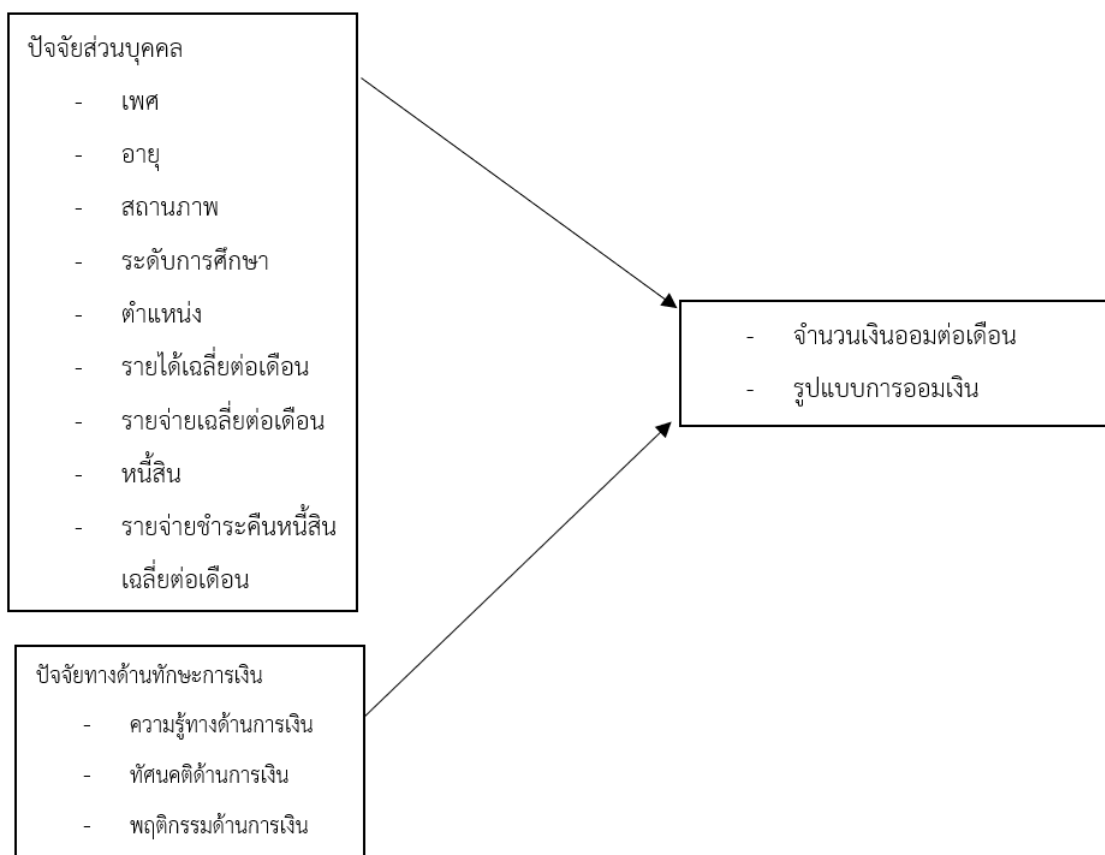 ปัจจัยส่วนบุคคล
- เพศ
- อายุ
- สถานภาพ
- ระดับการศึกษา
- ตำแหน่ง
- รายได้เฉลี่ยต่อเดือน
- รายจ่ายเฉลี่ยต่อเดือน
- หนี้สิน
- รายจ่ายชำระคืนหนี้สิน
เฉลี่ยต่อเดือน
- จำนวนเงินออมต่อเดือน
- รูปแบบการออมเงิน
ปัจจัยทางด้านทักษะการเงิน
- ความรู้ทางด้านการเงิน
- ทัศนคติด้านการเงิน
- พฤติกรรมด้านการเงิน